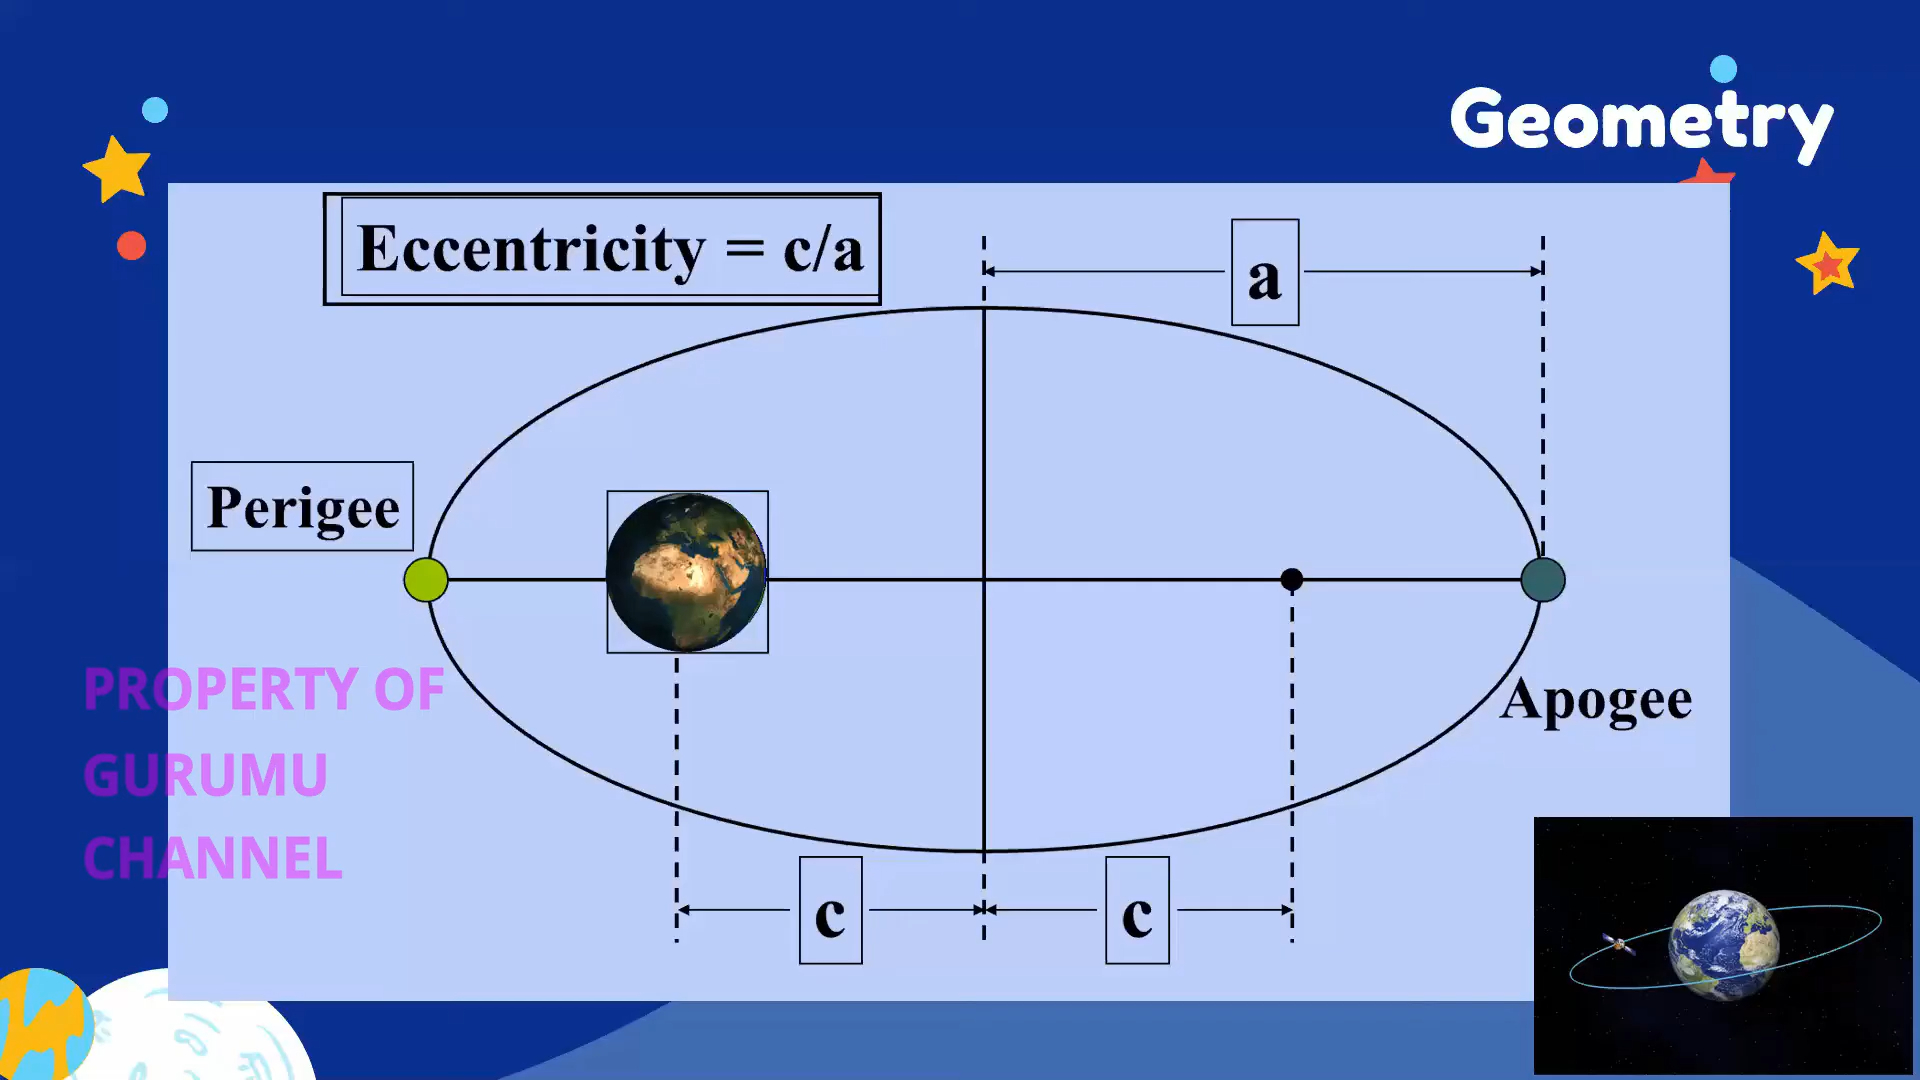 Geometry
Eccentricity = c/a
a
Perigee
Apogee
PROPERTY OF
GURUMU
CHANNEL
c
c